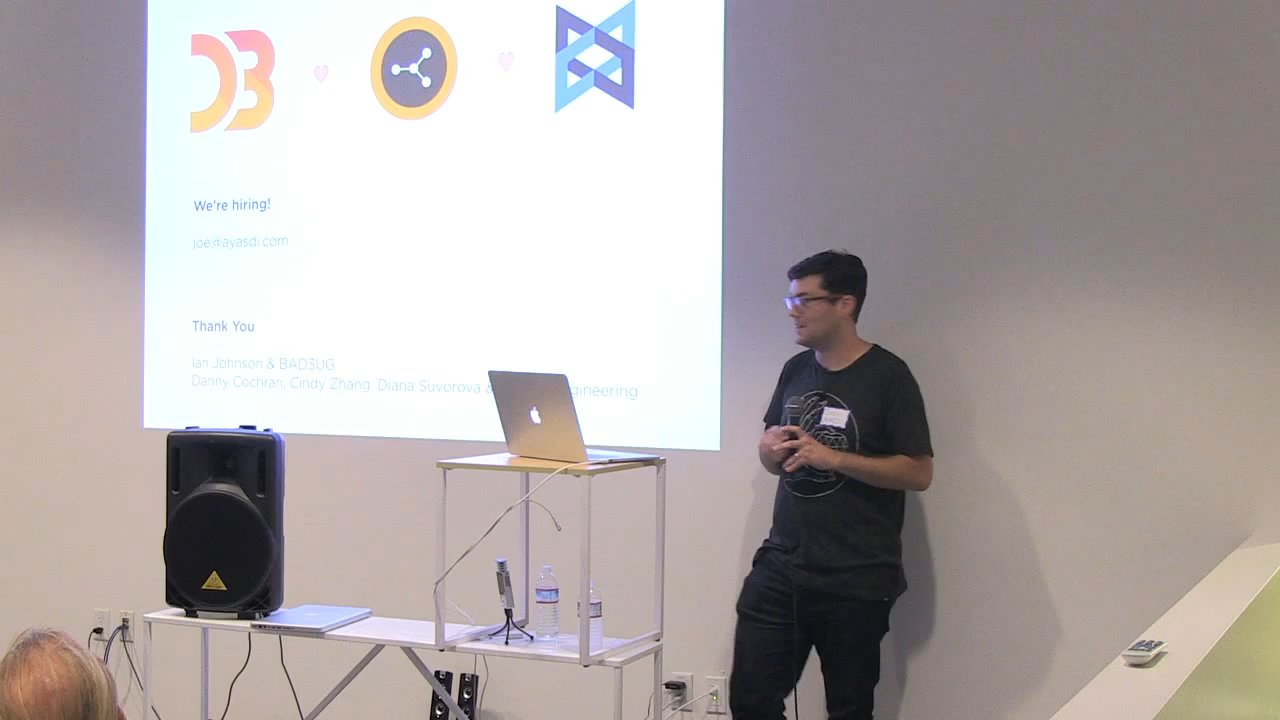 D3
We're hiring!
joe@ayasdi.com
Thank You
Ian Johnson & BAD3UG
Danny Cochran, Cindy Zhang, Diana Suvorova &